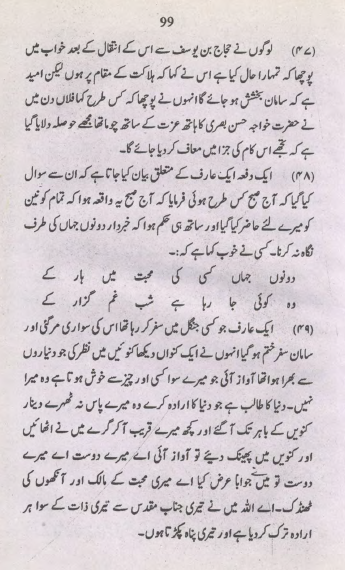 99
(۴۷) لوگوں نے حجاج بن یوسف سے اس کے انتقال کے بعد خواب میں
پوچھا کہ تمہارا حال کیا ہے اس نے کہا کہ ہلاکت کے مقام پر ہوں لیکن امید
ہے کہ سامان بخشش ہو جائے گا انہوں نے پوچھا کہ کس طرح کہا فلاں دن میں
نے حضرت خواجہ حسن بصری کا ہاتھ عزت کے ساتھ چوما تھا مجھے حوصلہ دلایا گیا
ہے کہ تجھے اس کام کی جزا میں معاف کر دیا جائے گا۔
(۴۸) ایک دفعہ ایک عارف کے متعلق بیان کیا جاتا ہے کہ ان سے سوال
کیا گیا کہ آج صبح کس طرح ہوئی فرمایا کہ آج صبح یہ واقعہ ہوا کہ تمام کونین
کو میرے لئے حاضر کیا گیا اور ساتھ ہی حکم ہوا کہ خبردار دونوں جہاں کی طرف
نگاہ نہ کرنا۔ کسی نے خوب کہا ہے کہ:۔
دونوں جہاں کسی کی محبت میں ہار کے
وہ کوئی جا رہا ہے شب غم گزار کے
(۴۹) ایک عارف جو کسی جنگل میں سفر کر رہا تھا اس کی سواری مر گئی اور
سامان سفر ختم ہو گیا انہوں نے ایک کنواں دیکھا کنوئیں میں نظر کی جو دیناروں
سے بھرا ہوا تھا آواز آئی جو میرے سوا کسی اور چیز سے خوش ہوتا ہے وہ میرا
نہیں۔ دنیا کا طالب ہے جو دنیا کا ارادہ کرے وہ میرے پاس نہ ٹھہرے دینار
کنویں کے باہر تک آ گئے اور کچھ میرے قریب آ کر گرے میں نے اٹھائیں
اور کنویں میں پھینک دیئے تو آواز آئی اے میرے دوست اے میرے
دوست تو میں نے جوابا عرض کیا اے میری محبت کے مالک اور آنکھوں کی
ٹھنڈک۔ اے اللہ میں نے تیری جناب مقدس سے تیری ذات کے سوا ہر
ارادہ ترک کر دیا ہے اور تیری پناہ پکڑتا ہوں۔